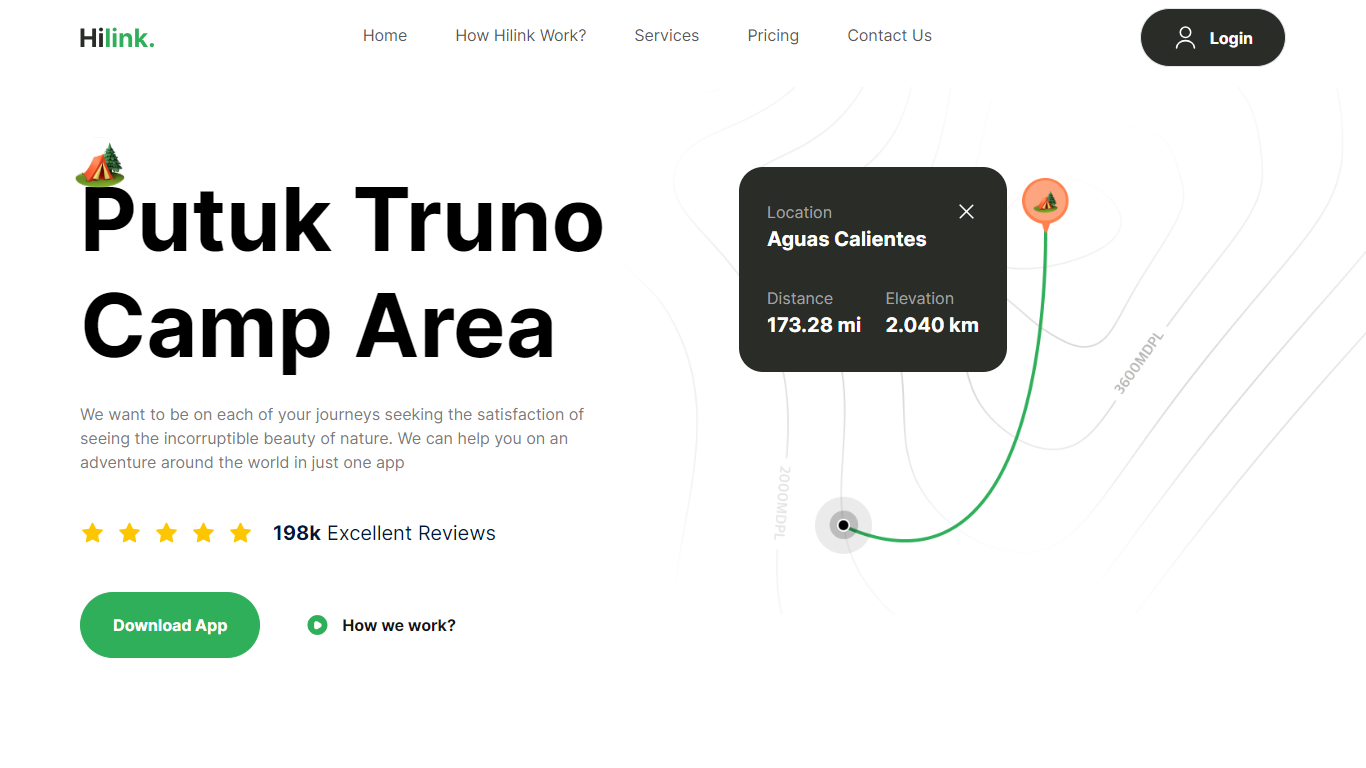 Hilink.
Home
How Hilink Work?
Services
Pricing
Contact Us
Login
Putuk Truno
Camp Area
We want to be on each of your journeys seeking the satisfaction of
seeing the incorruptible beauty of nature. We can help you on an
adventure around the world in just one app
198k Excellent Reviews
Download App
How we work?
Location
Aguas Calientes
Distance
Elevation
173.28 mi
2.040 km
3600MDPL
2000MDPL